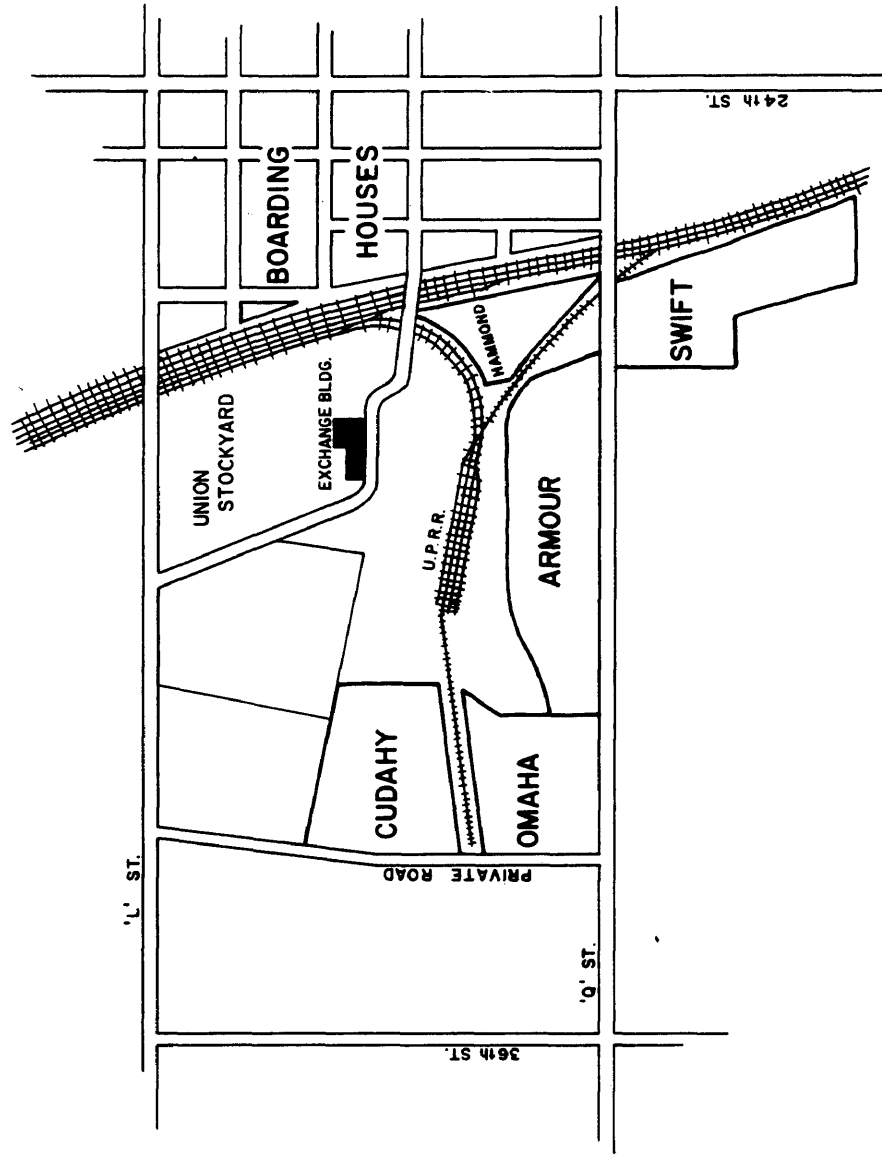 24th ST.
BOARDING
HOUSES
UNION
STOCKYARD
EXCHANGE BLDG.
HAMMOND
SWIFT
U.P.R.R.
ARMOUR
CUDAHY
OMAHA
'L' ST.
PRIVATE ROAD
'Q' ST.
36th ST.